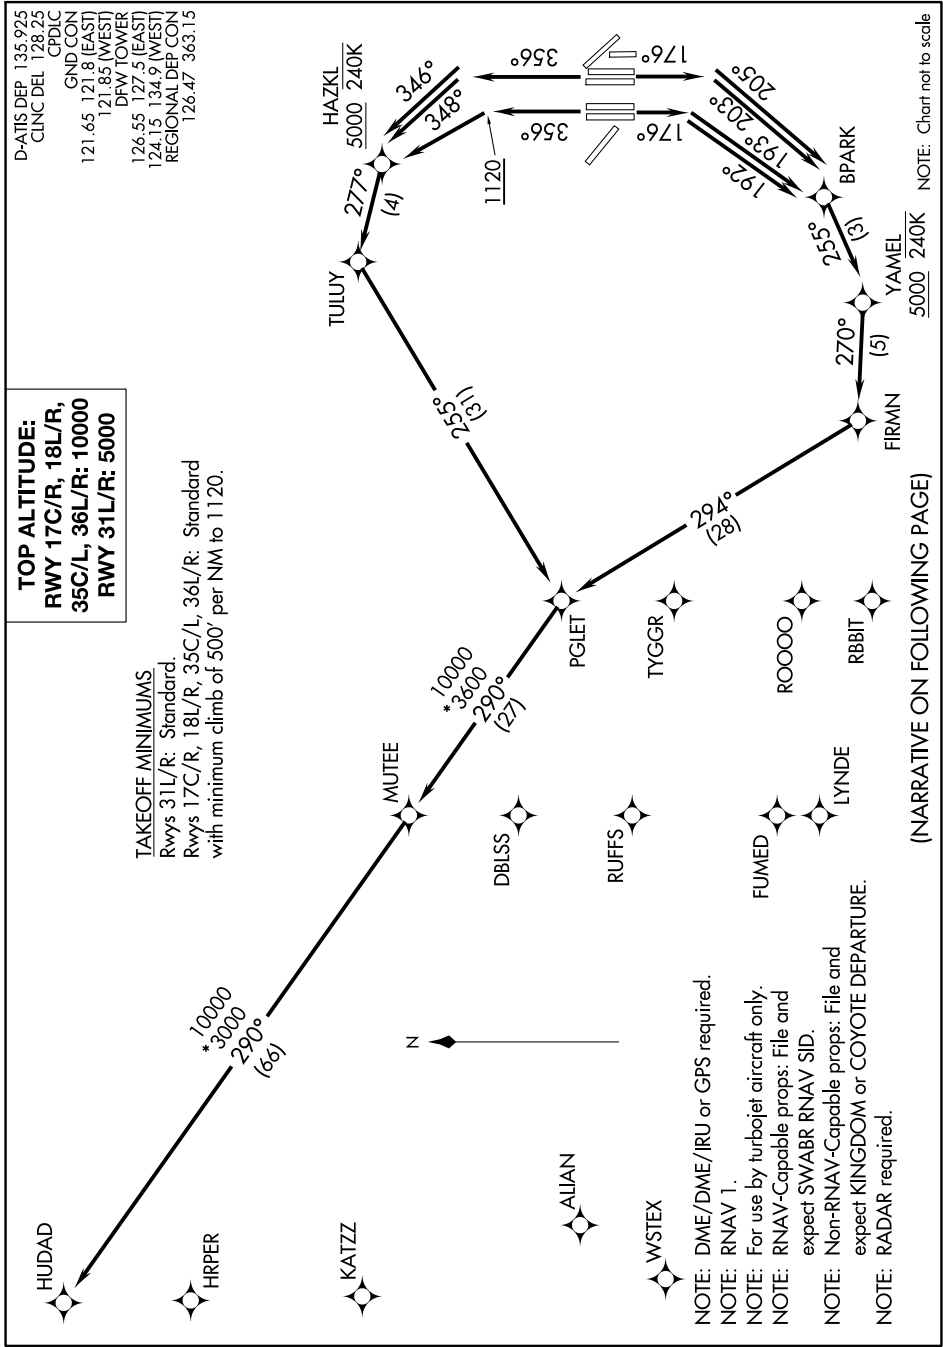 TOP ALTITUDE:
RWY 17C/R, 18L/R,
35C/L, 36L/R: 10000
RWY 31L/R: 5000
D-ATIS DEP 135.925
CLNC DEL 128.25
CPDLC
GND CON
121.65 121.8 (EAST)
121.85 (WEST)
DFW TOWER
126.55 127.5 (EAST)
124.15 134.9 (WEST)
REGIONAL DEP CON
126.47 363.15
TAKEOFF MINIMUMS
Rwys 31L/R: Standard.
Rwys 17C/R, 18L/R, 35C/L, 36L/R: Standard
with minimum climb of 500' per NM to 1120.
HUDAD
HRPER
KATZZ
ALIAN
WSTEX
10000
*3000
290°
(66)
N
MUTEE
DBLSS
RUFFS
FUMED
LYNDE
10000
*3600
290°
(27)
PGLET
TYGGR
ROOOO
RBBIT
255°
(31)
294°
(28)
TULUY
277°
(4)
HAZKL
5000 240K
346°
348°
1120
356°
356°
176°
176°
205°
203°
193°
192°
BPARK
255°
(3)
YAMEL
5000 240K
270°
(5)
FIRMN
NOTE: DME/DME/IRU or GPS required.
NOTE: RNAV 1.
NOTE: For use by turbojet aircraft only.
NOTE: RNAV-Capable props: File and
expect SWABR RNAV SID.
NOTE: Non-RNAV-Capable props: File and
expect KINGDOM or COYOTE DEPARTURE.
NOTE: RADAR required.
(NARRATIVE ON FOLLOWING PAGE)
NOTE: Chart not to scale